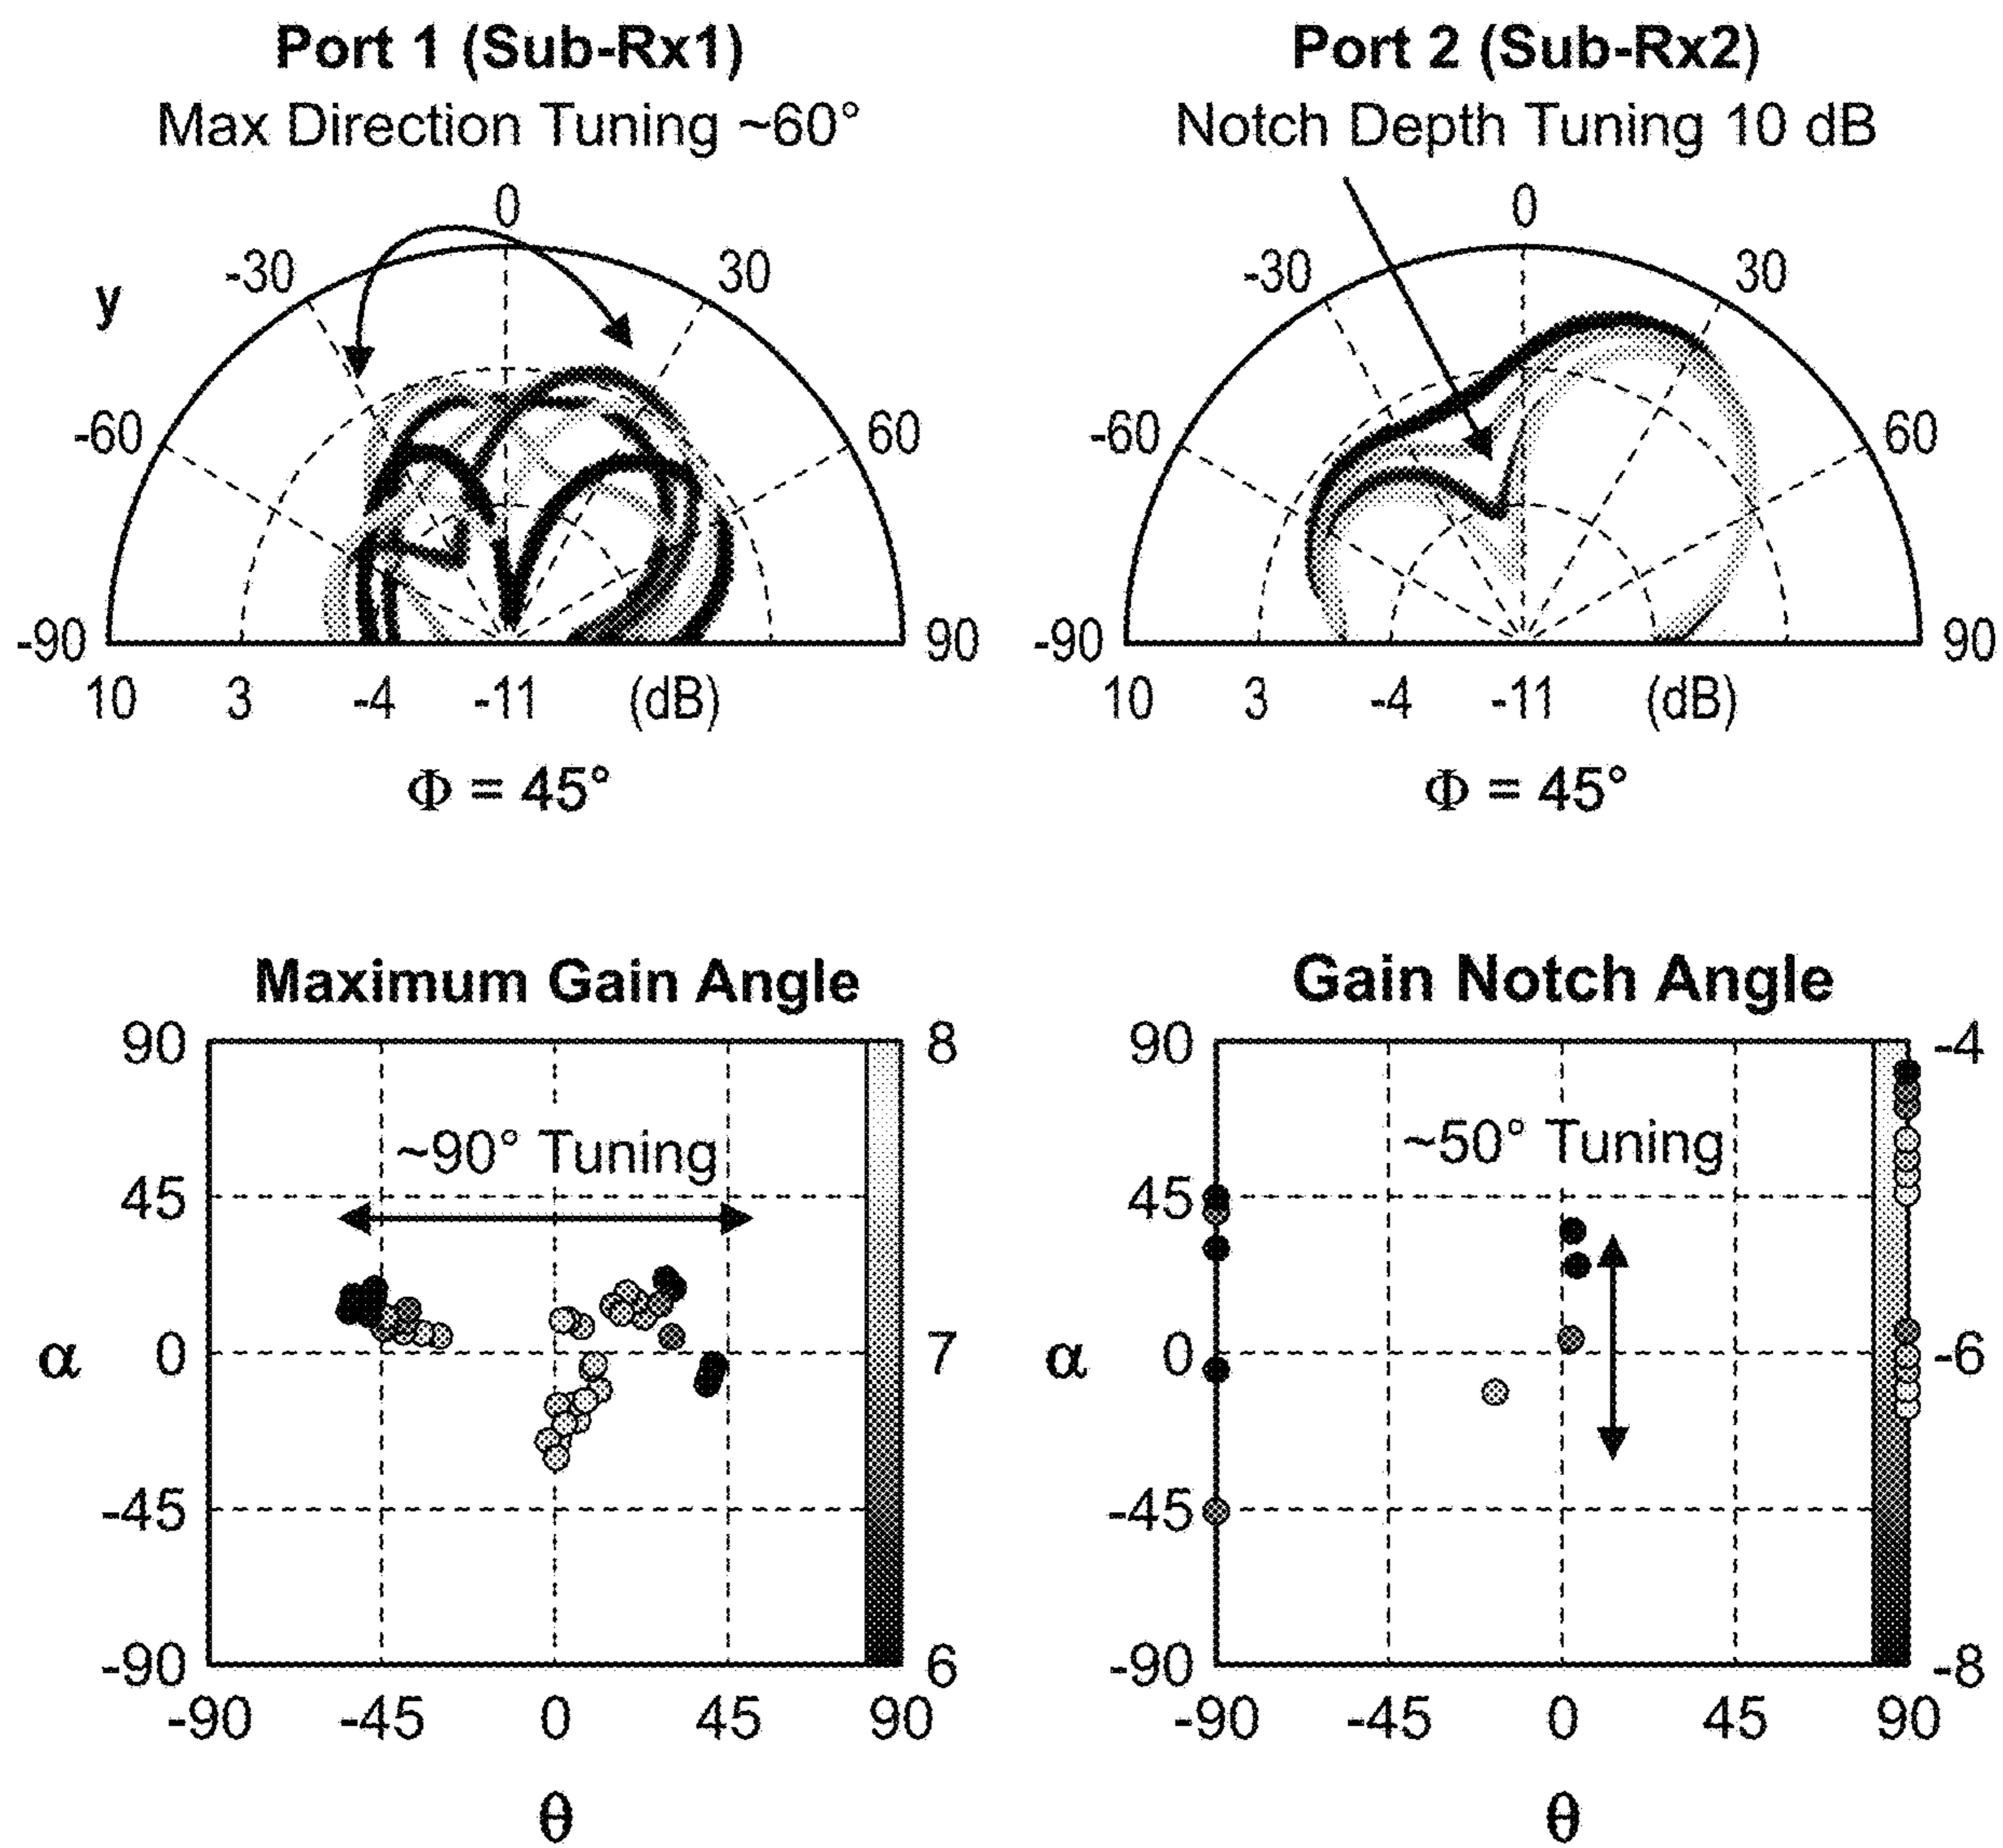 Port 1 (Sub-Rx1)
Max Direction Tuning ~60°
0
-30
30
y
-60
60
-90
90
10
3
-4
-11
(dB)
Φ = 45°
Port 2 (Sub-Rx2)
Notch Depth Tuning 10 dB
0
-30
30
-60
60
-90
90
10
3
-4
-11
(dB)
Φ = 45°
Maximum Gain Angle
90
8
~90° Tuning
45
α
0
7
-45
-90
6
-90
-45
0
45
90
θ
Gain Notch Angle
90
-4
~50° Tuning
45
α
0
-6
-45
-90
-8
-90
-45
0
45
90
θ